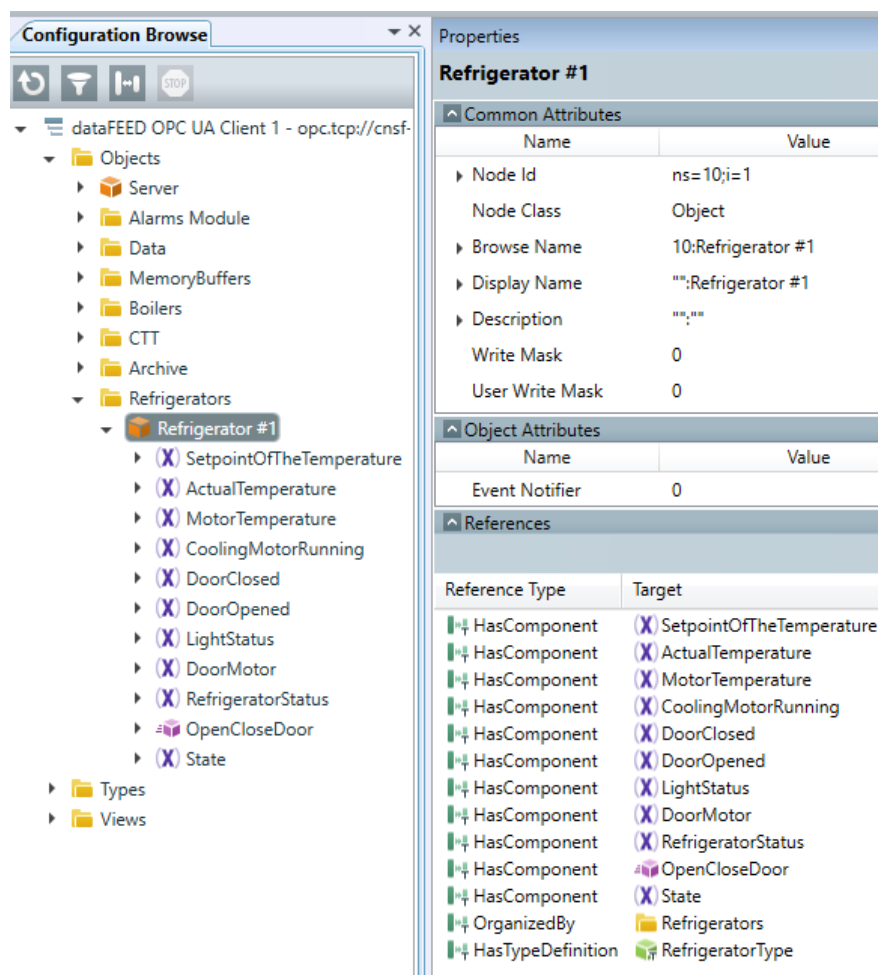 Configuration Browse
STOP
dataFEED OPC UA Client 1 - opc.tcp://cnsf-
Objects
Server
Alarms Module
Data
MemoryBuffers
Boilers
CTT
Archive
Refrigerators
Refrigerator #1
SetpointOfTheTemperature
ActualTemperature
MotorTemperature
CoolingMotorRunning
DoorClosed
DoorOpened
LightStatus
DoorMotor
RefrigeratorStatus
OpenCloseDoor
State
Types
Views
Properties
Refrigerator #1
Common Attributes
Name Value
Node Id ns=10;i=1
Node Class Object
Browse Name 10:Refrigerator #1
Display Name "":Refrigerator #1
Description "":""
Write Mask 0
User Write Mask 0
Object Attributes
Name Value
Event Notifier 0
References
Reference Type Target
HasComponent (X) SetpointOfTheTemperature
HasComponent (X) ActualTemperature
HasComponent (X) MotorTemperature
HasComponent (X) CoolingMotorRunning
HasComponent (X) DoorClosed
HasComponent (X) DoorOpened
HasComponent (X) LightStatus
HasComponent (X) DoorMotor
HasComponent (X) RefrigeratorStatus
HasComponent OpenCloseDoor
HasComponent (X) State
OrganizedBy Refrigerators
HasTypeDefinition RefrigeratorType